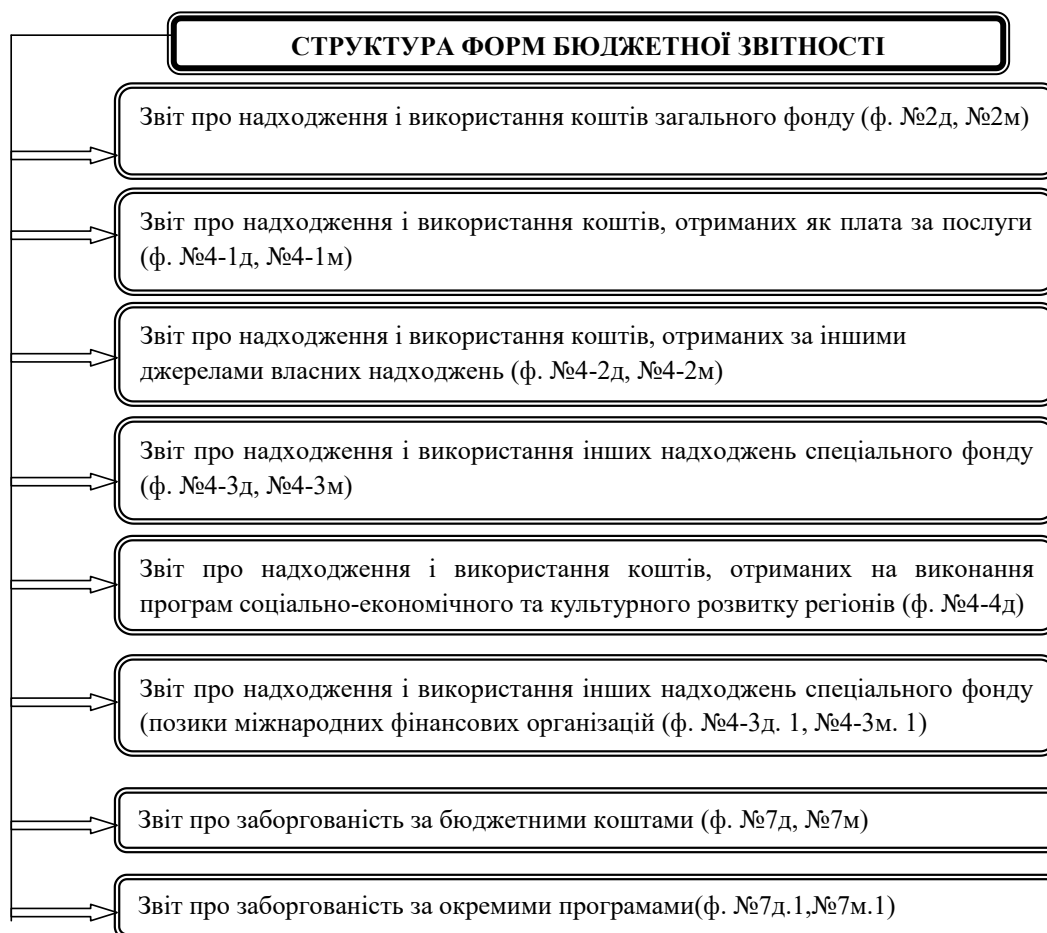 СТРУКТУРА ФОРМ БЮДЖЕТНОЇ ЗВІТНОСТІ
Звіт про надходження і використання коштів загального фонду (ф. №2д, №2м)
Звіт про надходження і використання коштів, отриманих як плата за послуги
(ф. №4-1д, №4-1м)
Звіт про надходження і використання коштів, отриманих за іншими
джерелами власних надходжень (ф. №4-2д, №4-2м)
Звіт про надходження і використання інших надходжень спеціального фонду
(ф. №4-3д, №4-3м)
Звіт про надходження і використання коштів, отриманих на виконання
програм соціально-економічного та культурного розвитку регіонів (ф. №4-4д)
Звіт про надходження і використання інших надходжень спеціального фонду
(позики міжнародних фінансових організацій (ф. №4-3д. 1, №4-3м. 1)
Звіт про заборгованість за бюджетними коштами (ф. №7д, №7м)
Звіт про заборгованість за окремими програмами(ф. №7д.1,№7м.1)